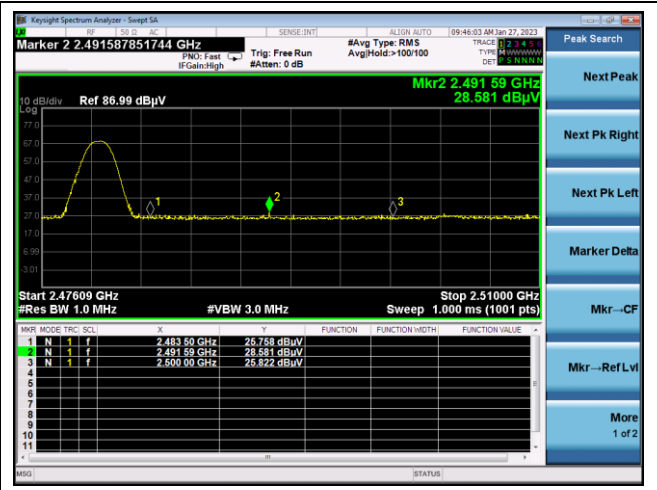 Keysight Spectrum Analyzer - Swept SA
RF 50 Ω AC SENSE:INT ALIGN AUTO 09:46:03 AM Jan 27, 2023
Marker 2 2.491587851744 GHz
PNO: Fast
IFGain:High
Trig: Free Run
#Atten: 0 dB
#Avg Type: RMS
Avg|Hold:>100/100
TRACE 1 2 3 4 5 6
TYPE M W W W W W
DET P S N N N N
Peak Search
Mkr2 2.491 59 GHz
28.581 dBµV
10 dB/div Ref 86.99 dBµV
Log
77.0
67.0
57.0
47.0
37.0
27.0
17.0
6.99
-3.01
1
2
3
Start 2.47609 GHz Stop 2.51000 GHz
#Res BW 1.0 MHz #VBW 3.0 MHz Sweep 1.000 ms (1001 pts)
MKR MODE TRC SCL X Y FUNCTION FUNCTION WIDTH FUNCTION VALUE
1 N 1 f 2.483 50 GHz 25.758 dBuV
2 N 1 f 2.491 59 GHz 28.581 dBuV
3 N 1 f 2.500 00 GHz 25.822 dBuV
4
5
6
7
8
9
10
11
MSG STATUS
Next Peak
Next Pk Right
Next Pk Left
Marker Delta
Mkr→CF
Mkr→RefLvl
More
1 of 2